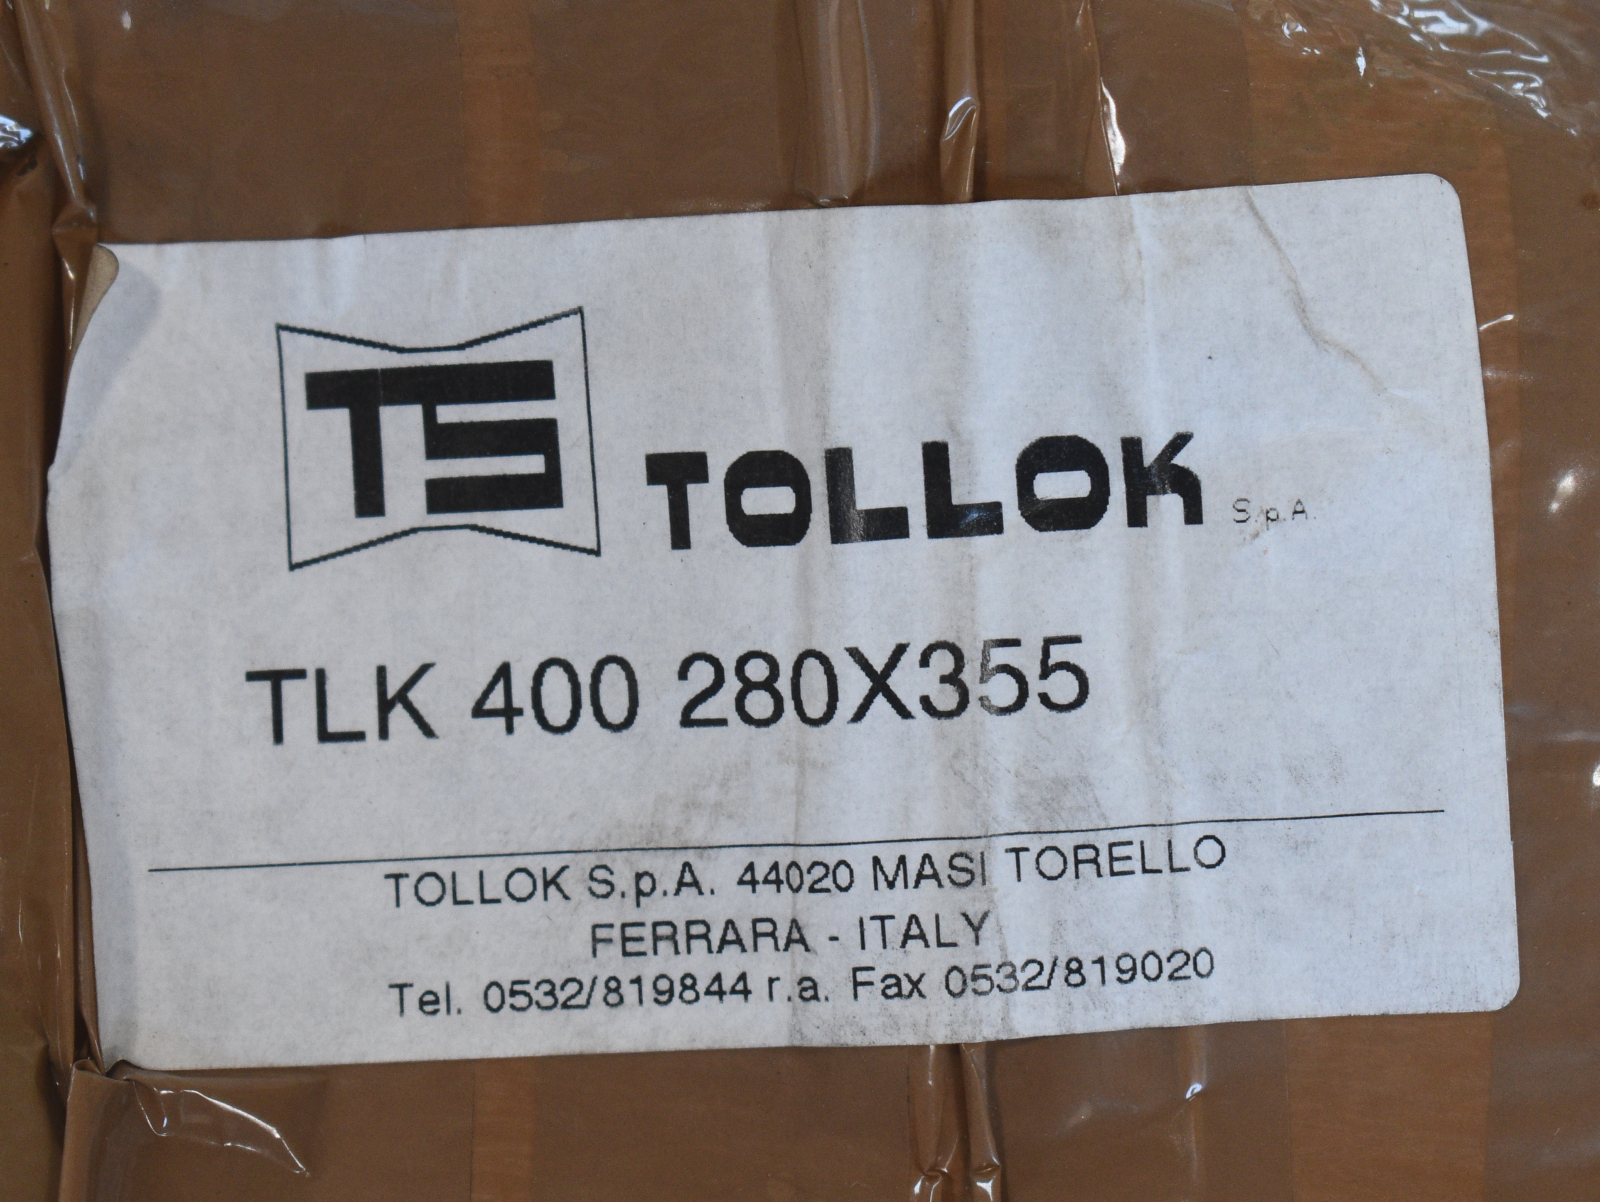 TS TOLLOK S.p.A.
TLK 400 280X355
TOLLOK S.p.A. 44020 MASI TORELLO
FERRARA - ITALY
Tel. 0532/819844 r.a. Fax 0532/819020